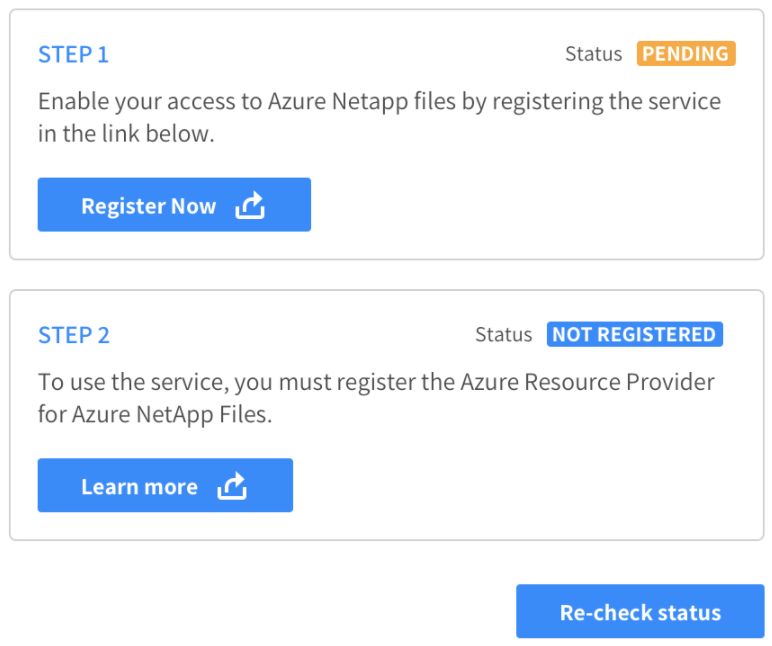 STEP 1
Status PENDING
Enable your access to Azure Netapp files by registering the service
in the link below.
Register Now
STEP 2
Status NOT REGISTERED
To use the service, you must register the Azure Resource Provider
for Azure NetApp Files.
Learn more
Re-check status